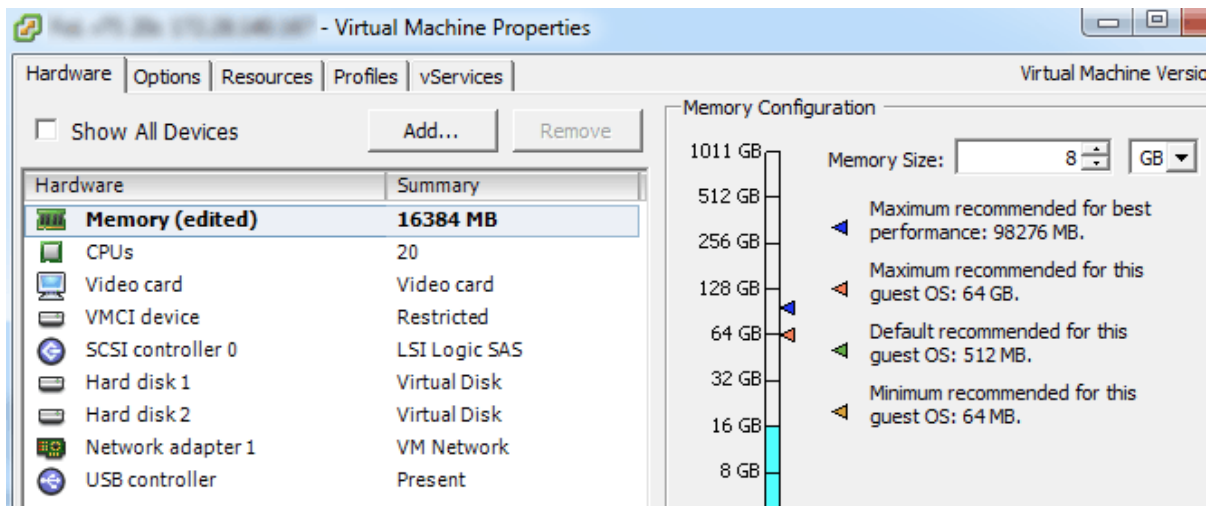 - Virtual Machine Properties
Hardware Options Resources Profiles vServices
Virtual Machine Versio
Show All Devices Add... Remove
Hardware Summary
Memory (edited) 16384 MB
CPUs 20
Video card Video card
VMCI device Restricted
SCSI controller 0 LSI Logic SAS
Hard disk 1 Virtual Disk
Hard disk 2 Virtual Disk
Network adapter 1 VM Network
USB controller Present
Memory Configuration
Memory Size: 8 GB
1011 GB
512 GB
256 GB
128 GB
64 GB
32 GB
16 GB
8 GB
Maximum recommended for best
performance: 98276 MB.
Maximum recommended for this
guest OS: 64 GB.
Default recommended for this
guest OS: 512 MB.
Minimum recommended for this
guest OS: 64 MB.